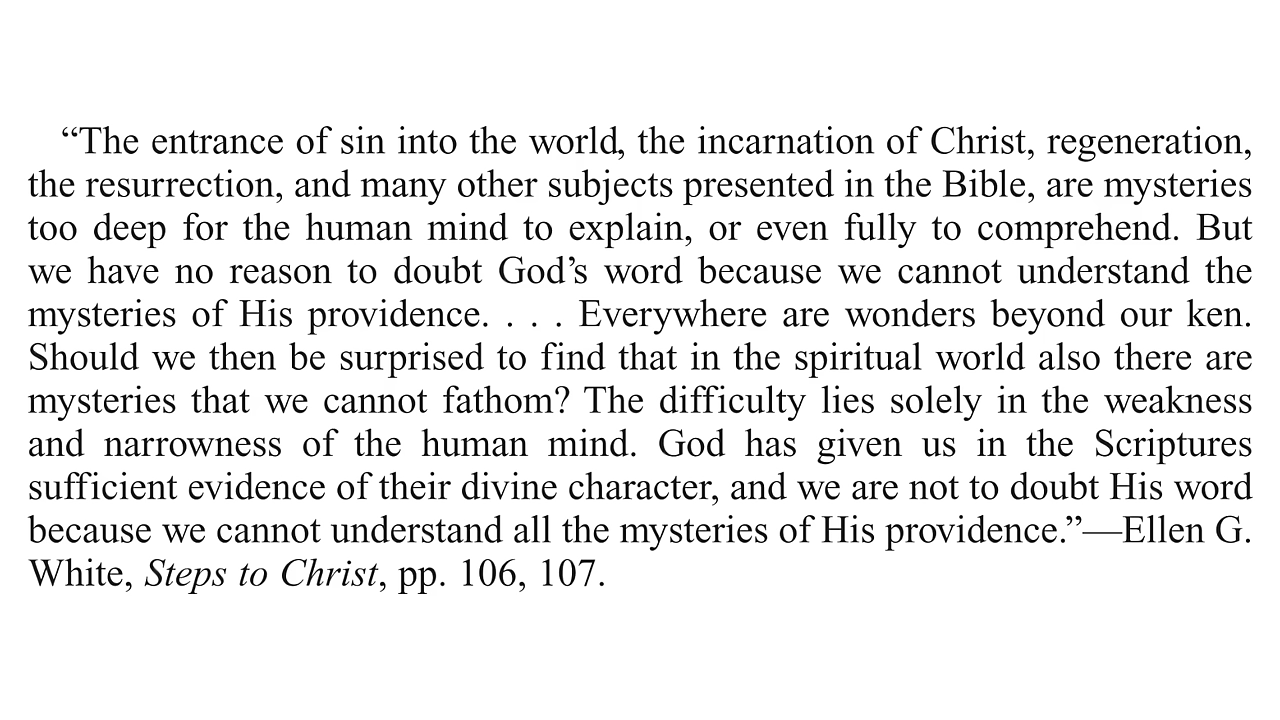 “The entrance of sin into the world, the incarnation of Christ, regeneration,
the resurrection, and many other subjects presented in the Bible, are mysteries
too deep for the human mind to explain, or even fully to comprehend. But
we have no reason to doubt God’s word because we cannot understand the
mysteries of His providence. . . . Everywhere are wonders beyond our ken.
Should we then be surprised to find that in the spiritual world also there are
mysteries that we cannot fathom? The difficulty lies solely in the weakness
and narrowness of the human mind. God has given us in the Scriptures
sufficient evidence of their divine character, and we are not to doubt His word
because we cannot understand all the mysteries of His providence.”—Ellen G.
White, Steps to Christ, pp. 106, 107.